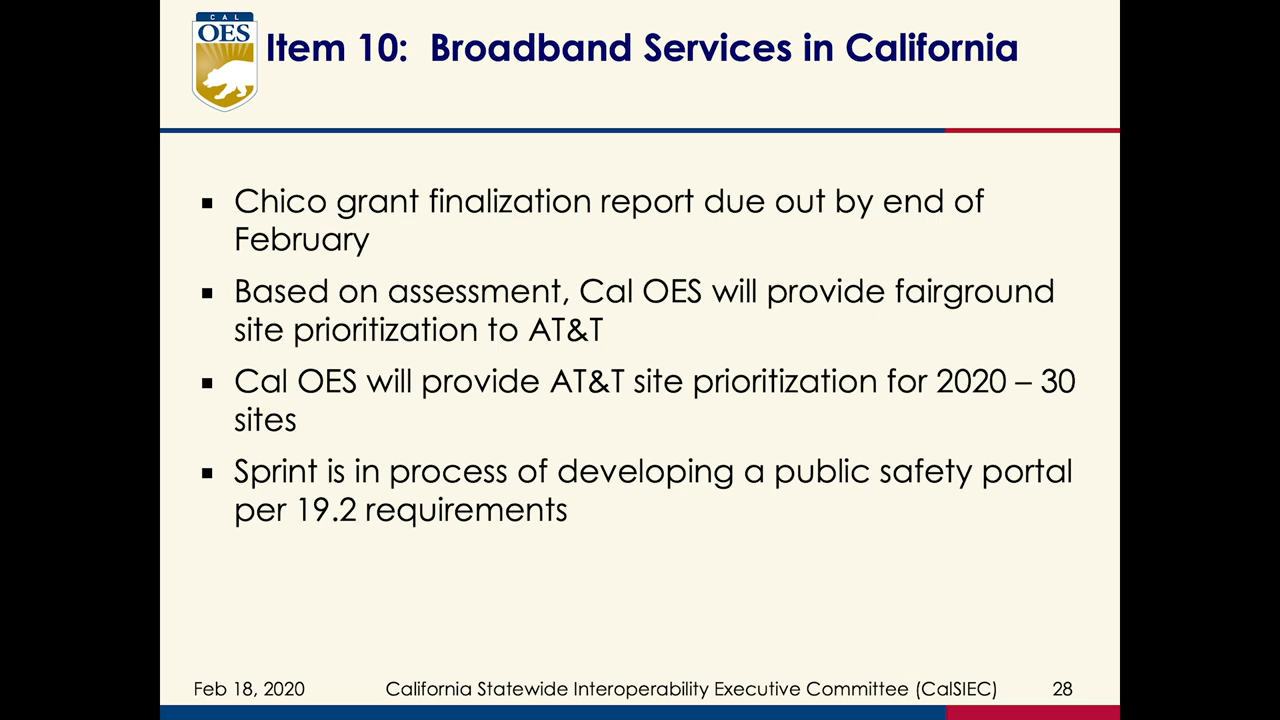 CAL
OES
Item 10:  Broadband Services in California
▪ Chico grant finalization report due out by end of
February
▪ Based on assessment, Cal OES will provide fairground
site prioritization to AT&T
▪ Cal OES will provide AT&T site prioritization for 2020 – 30
sites
▪ Sprint is in process of developing a public safety portal
per 19.2 requirements
Feb 18, 2020 California Statewide Interoperability Executive Committee (CalSIEC) 28